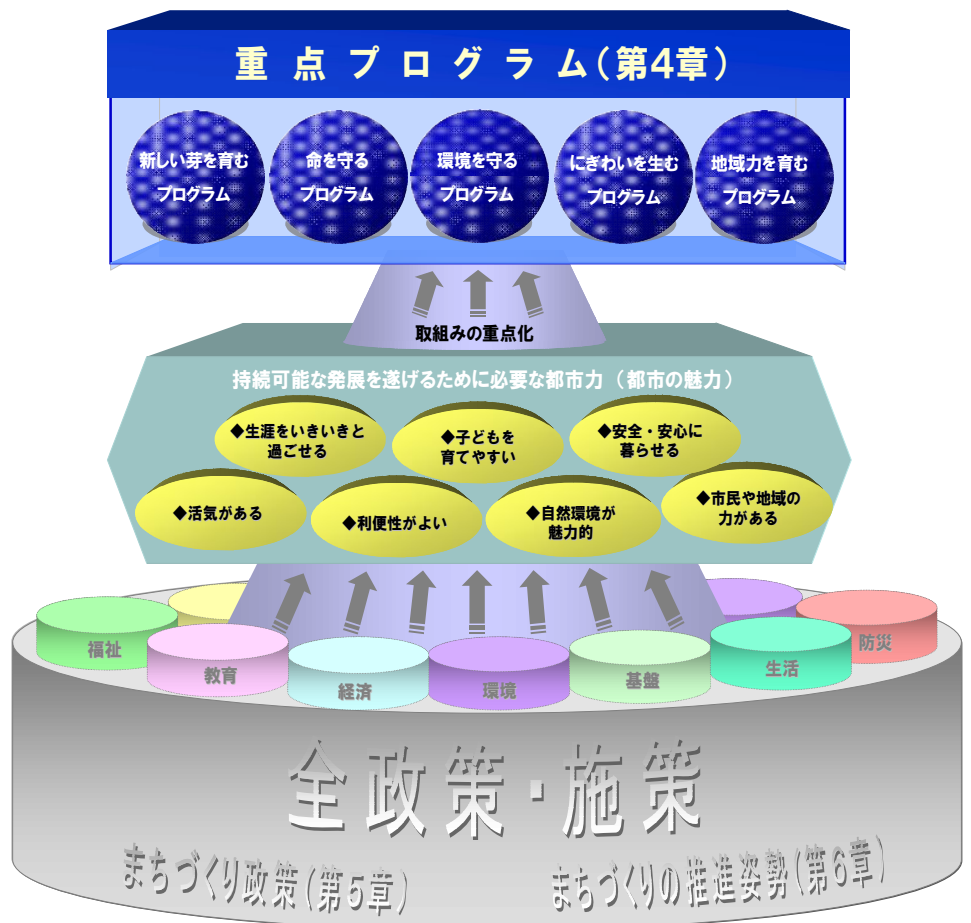 重点プログラム(第4章)
新しい芽を育む
プログラム
命を守る
プログラム
環境を守る
プログラム
にぎわいを生む
プログラム
地域力を育む
プログラム
取組みの重点化
持続可能な発展を遂げるために必要な都市力（都市の魅力）
◆生涯をいきいきと
過ごせる
◆子どもを
育てやすい
◆安全・安心に
暮らせる
◆活気がある
◆利便性がよい
◆自然環境が
魅力的
◆市民や地域の
力がある
福祉
教育
経済
環境
基盤
生活
防災
全政策・施策
まちづくり政策(第5章)
まちづくりの推進姿勢(第6章)